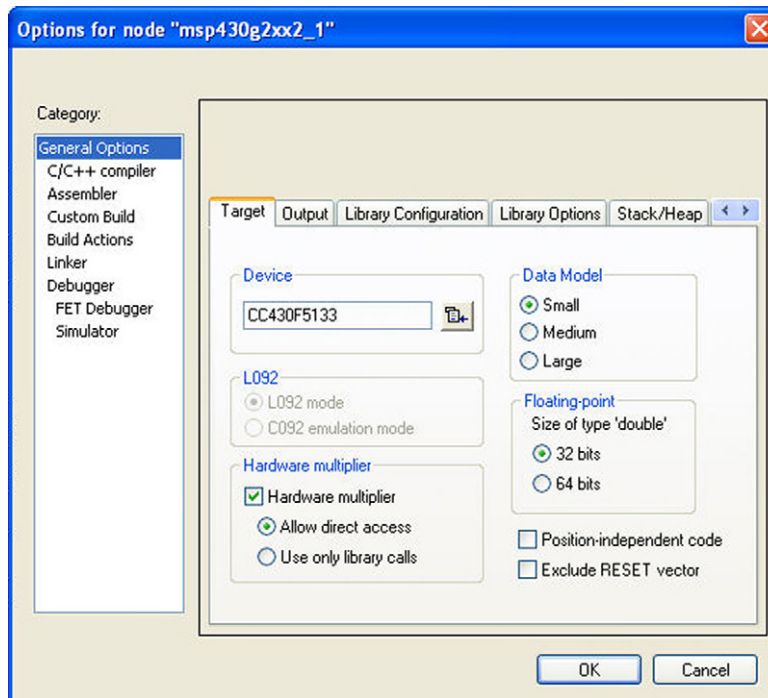 Options for node "msp430g2xx2_1"
Category:
General Options
C/C++ compiler
Assembler
Custom Build
Build Actions
Linker
Debugger
FET Debugger
Simulator
Target Output Library Configuration Library Options Stack/Heap
Device
CC430F5133
L092
L092 mode
C092 emulation mode
Hardware multiplier
Hardware multiplier
Allow direct access
Use only library calls
Data Model
Small
Medium
Large
Floating-point
Size of type 'double'
32 bits
64 bits
Position-independent code
Exclude RESET vector
OK Cancel